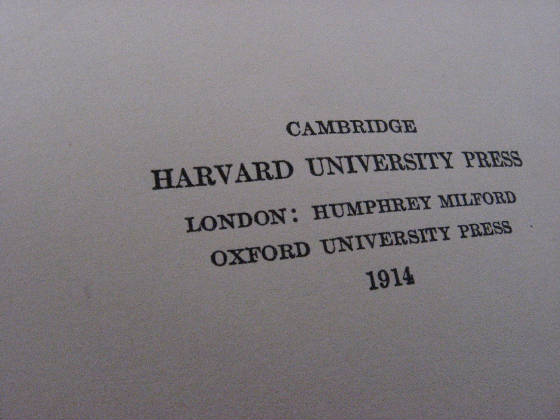 CAMBRIDGE
HARVARD UNIVERSITY PRESS
LONDON: HUMPHREY MILFORD
OXFORD UNIVERSITY PRESS
1914